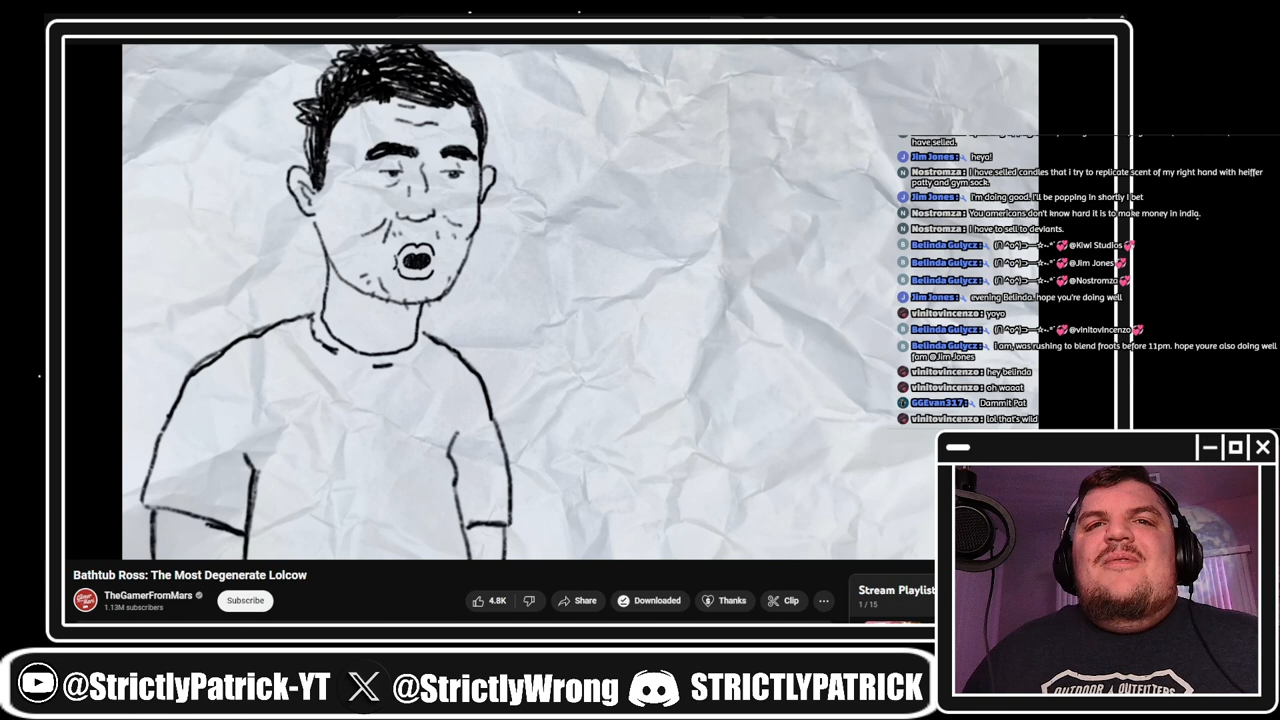 have selled.
J Jim Jones: heya!
N Nostromza: I have selled candles that i try to replicate scent of my right hand with heiffer
patty and gym sock.
J Jim Jones: I'm doing good. I'll be popping in shortly I bet
N Nostromza: You americans don't know hard it is to make money in india.
N Nostromza: I have to sell to deviants.
B Belinda Gulycz: (∩ ^o^)⊃━☆•~*ﾟ💞 @Kiwi Studios 💞
B Belinda Gulycz: (∩ ^o^)⊃━☆•~*ﾟ💞 @Jim Jones 💞
B Belinda Gulycz: (∩ ^o^)⊃━☆•~*ﾟ💞 @Nostromza 💞
J Jim Jones: evening Belinda. hope you're doing well
vinitovincenzo: yoyo
B Belinda Gulycz: (∩ ^o^)⊃━☆•~*ﾟ💞 @vinitovincenzo 💞
B Belinda Gulycz: I am, was rushing to blend froots before 11pm. hope youre also doing well
fam @Jim Jones
vinitovincenzo: hey belinda
vinitovincenzo: oh waaat
GGEvan317: Dammit Pat
vinitovincenzo: lol that's wild
Bathtub Ross: The Most Degenerate Lolcow
TheGamerFromMars
1.13M subscribers
Subscribe
4.8K
Share
Downloaded
Thanks
Clip
Stream Playlist
1 / 15
OUTDOOR OUTFITTERS
@StrictlyPatrick-YT @StrictlyWrong STRICTLYPATRICK